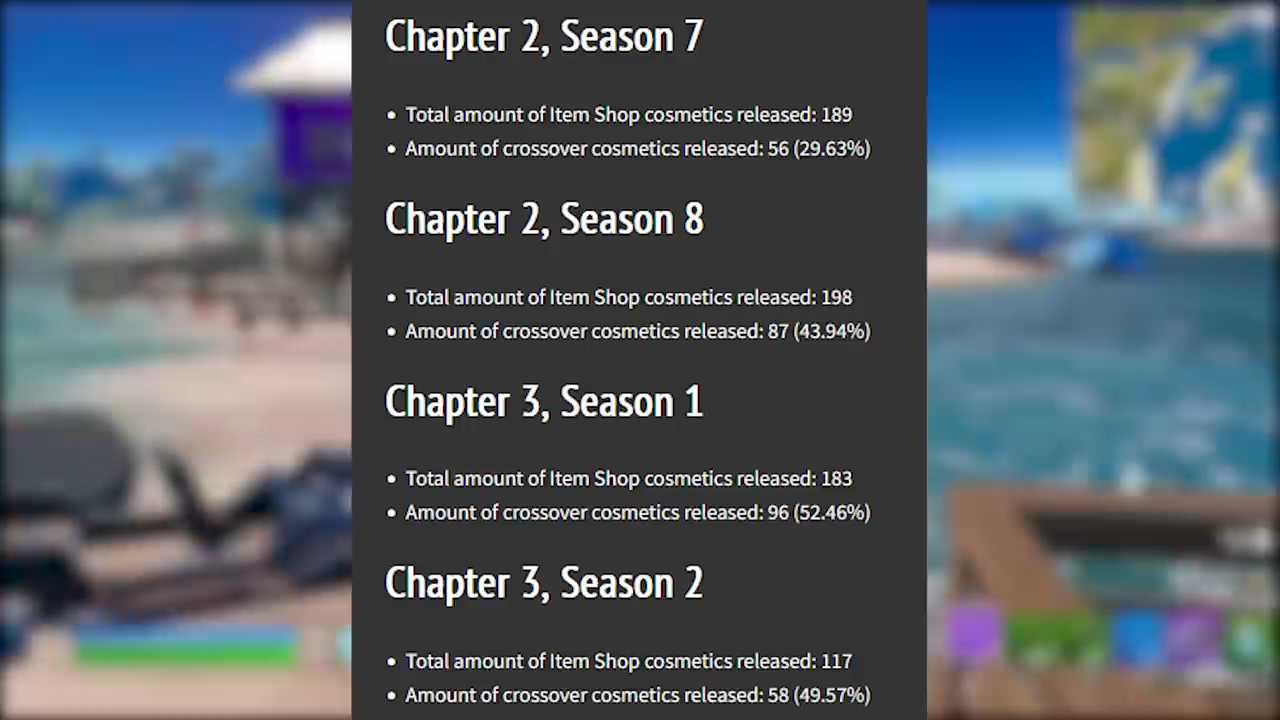 Chapter 2, Season 7
• Total amount of Item Shop cosmetics released: 189
• Amount of crossover cosmetics released: 56 (29.63%)
Chapter 2, Season 8
• Total amount of Item Shop cosmetics released: 198
• Amount of crossover cosmetics released: 87 (43.94%)
Chapter 3, Season 1
• Total amount of Item Shop cosmetics released: 183
• Amount of crossover cosmetics released: 96 (52.46%)
Chapter 3, Season 2
• Total amount of Item Shop cosmetics released: 117
• Amount of crossover cosmetics released: 58 (49.57%)